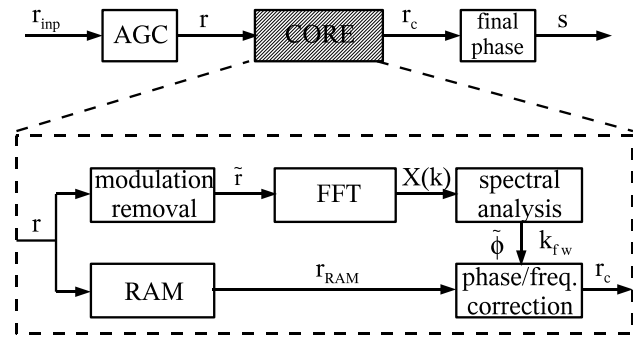 r_inp AGC r CORE r_c final phase s
r modulation removal r̃ FFT X(k) spectral analysis
ϕ̃ k_fw
RAM r_RAM phase/freq. correction r_c